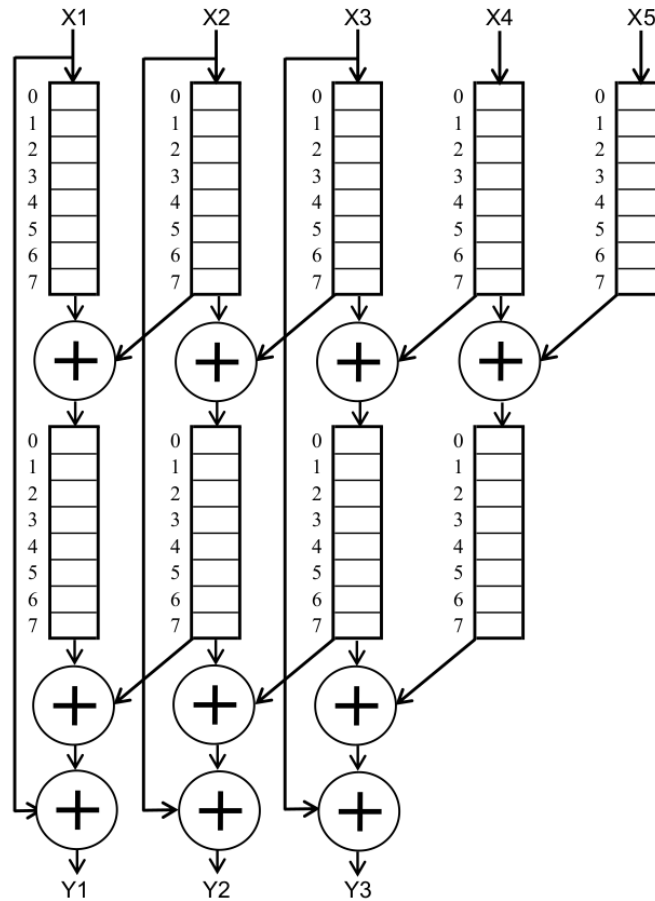 X1 X2 X3 X4 X5
0 0 0 0 0
1 1 1 1 1
2 2 2 2 2
3 3 3 3 3
4 4 4 4 4
5 5 5 5 5
6 6 6 6 6
7 7 7 7 7
+ + + +
0 0 0 0
1 1 1 1
2 2 2 2
3 3 3 3
4 4 4 4
5 5 5 5
6 6 6 6
7 7 7 7
+ + +
+ + +
Y1 Y2 Y3